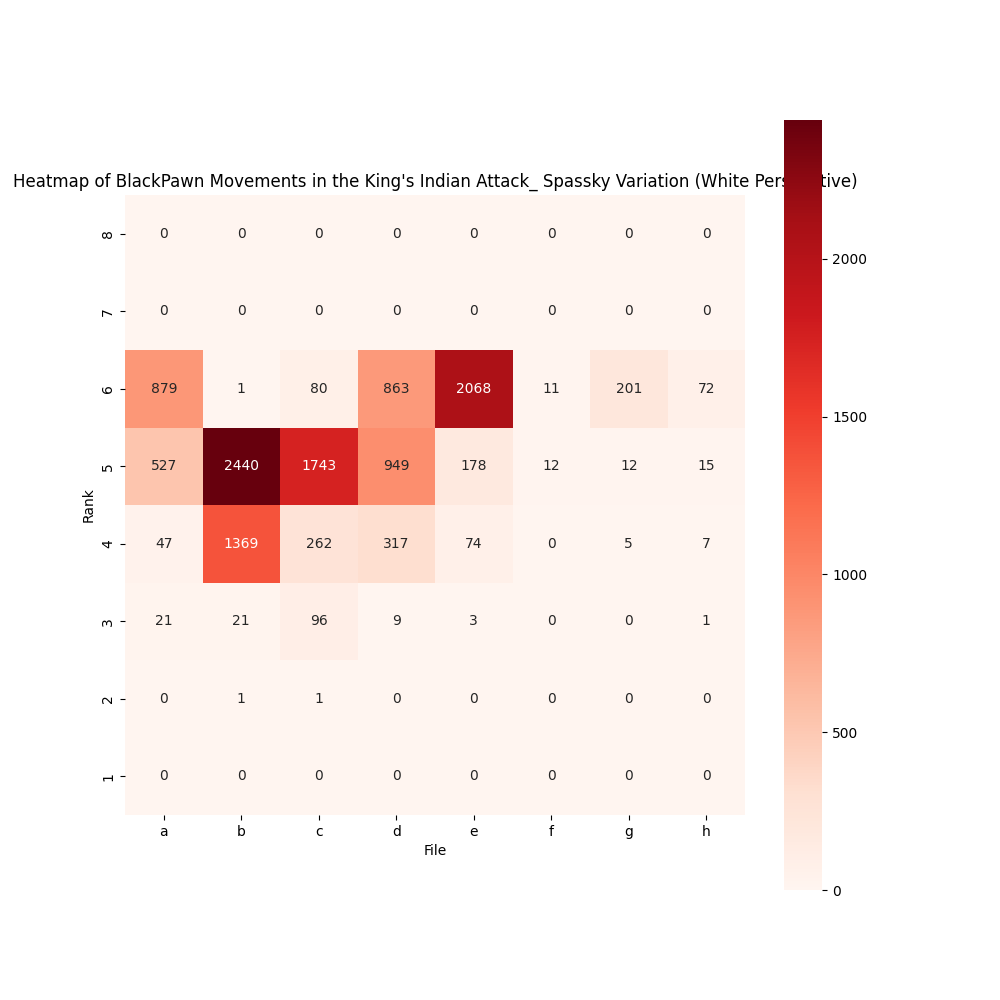 Heatmap of BlackPawn Movements in the King's Indian Attack_ Spassky Variation (White Pers tive)
8 0 0 0 0 0 0 0 0
7 0 0 0 0 0 0 0 0
6 879 1 80 863 2068 11 201 72
5 527 2440 1743 949 178 12 12 15
4 47 1369 262 317 74 0 5 7
3 21 21 96 9 3 0 0 1
2 0 1 1 0 0 0 0 0
1 0 0 0 0 0 0 0 0
a b c d e f g h
File
Rank
2000
1500
1000
500
0